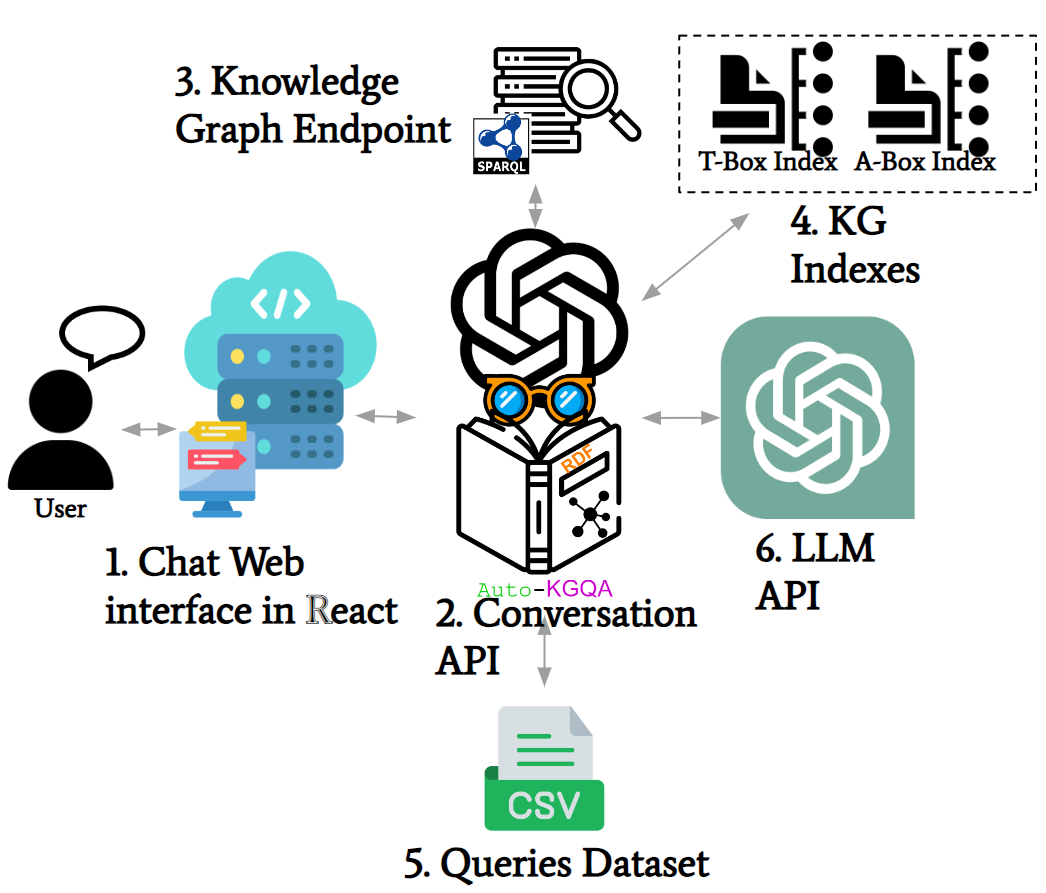 3. Knowledge
Graph Endpoint
SPARQL
T-Box Index
A-Box Index
4. KG
Indexes
</>
User
1. Chat Web
interface in React
RDF
Auto-KGQA
2. Conversation
API
6. LLM
API
CSV
5. Queries Dataset